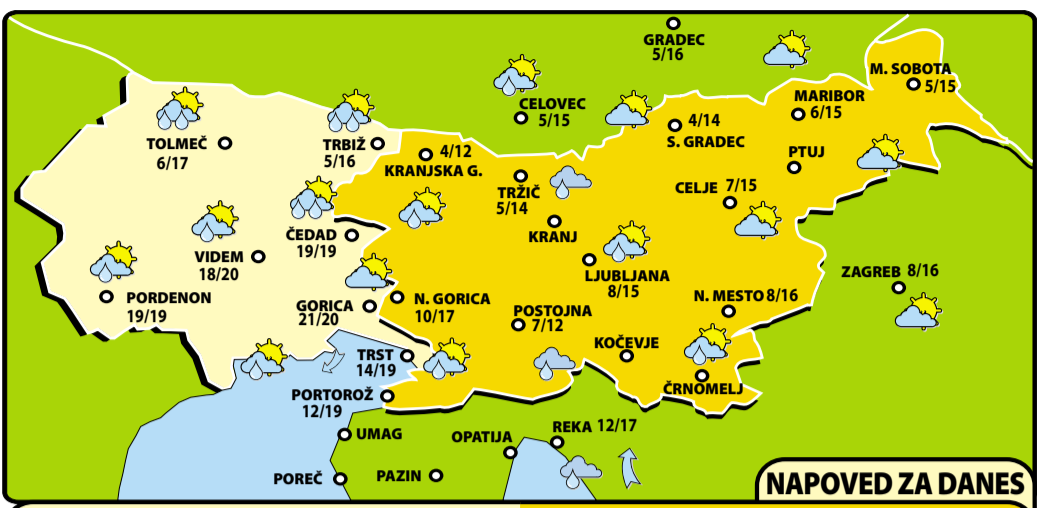 GRADEC
5/16
M. SOBOTA
5/15
CELOVEC
5/15
MARIBOR
6/15
4/14
S. GRADEC
TOLMEČ
6/17
TRBIŽ
5/16
4/12
KRANJSKA G.
PTUJ
TRŽIČ
5/14
CELJE 7/15
KRANJ
ČEDAD
19/19
VIDEM
18/20
LJUBLJANA
8/15
ZAGREB 8/16
PORDENON
19/19
GORICA
21/20
N. GORICA
10/17
N. MESTO 8/16
POSTOJNA
7/12
KOČEVJE
TRST
14/19
ČRNOMELJ
PORTOROŽ
12/19
UMAG
OPATIJA
REKA 12/17
POREČ
PAZIN
NAPOVED ZA DANES